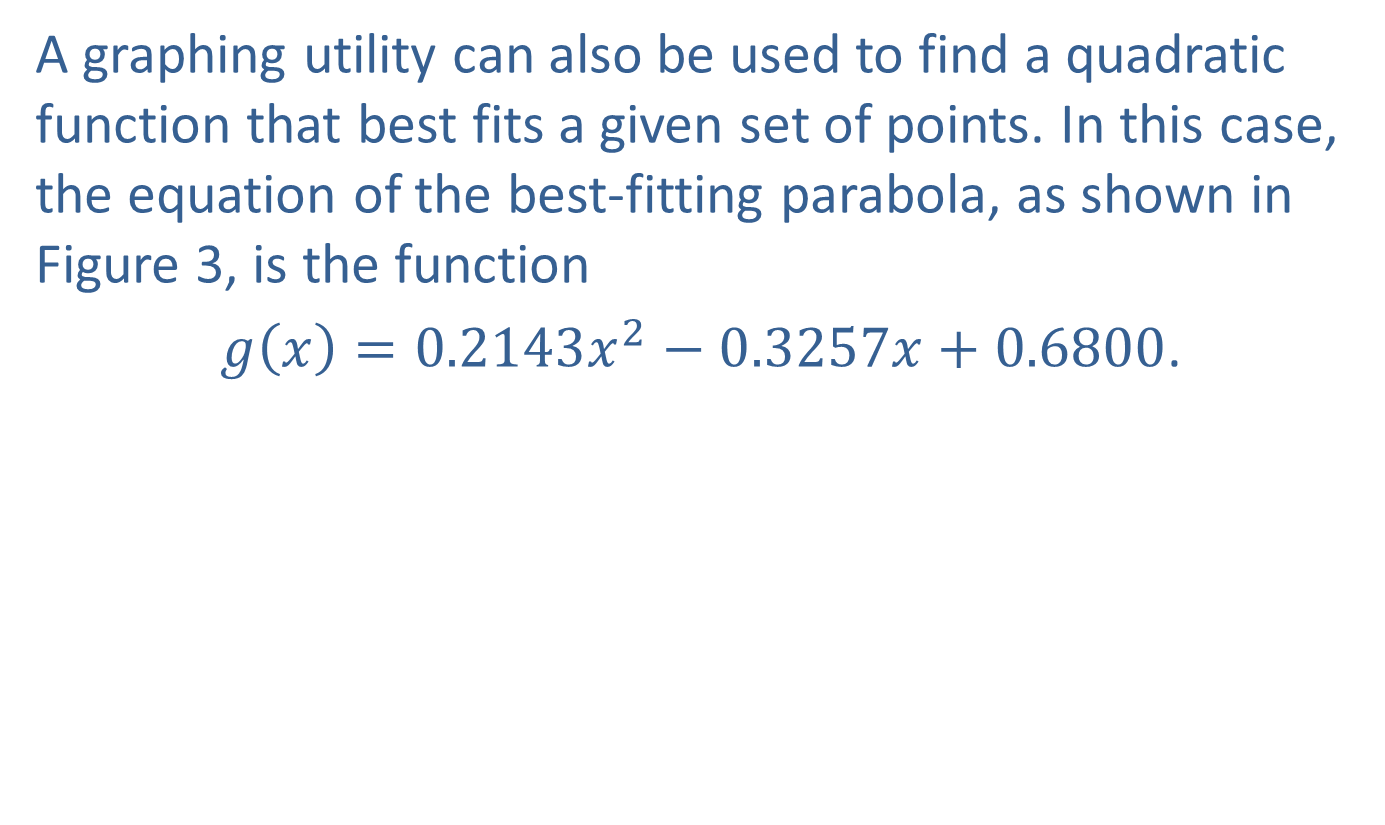 A graphing utility can also be used to find a quadratic
function that best fits a given set of points. In this case,
the equation of the best-fitting parabola, as shown in
Figure 3, is the function
g(x) = 0.2143x² − 0.3257x + 0.6800.